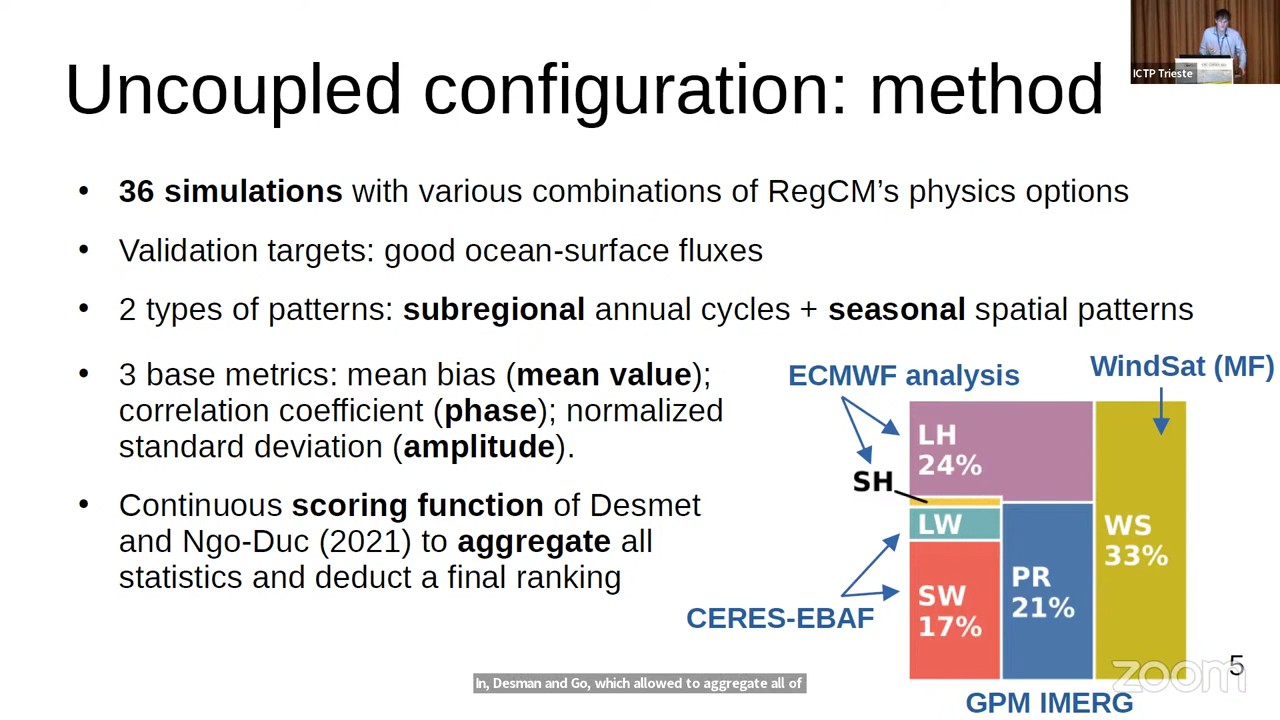 Uncoupled configuration: method
ICTP Trieste
• 36 simulations with various combinations of RegCM’s physics options
• Validation targets: good ocean-surface fluxes
• 2 types of patterns: subregional annual cycles + seasonal spatial patterns
• 3 base metrics: mean bias (mean value);
correlation coefficient (phase); normalized
standard deviation (amplitude).
• Continuous scoring function of Desmet
and Ngo-Duc (2021) to aggregate all
statistics and deduct a final ranking
ECMWF analysis
WindSat (MF)
LH
24%
SH
LW
SW
17%
PR
21%
WS
33%
CERES-EBAF
GPM IMERG
5
zoom
In, Desman and Go, which allowed to aggregate all of